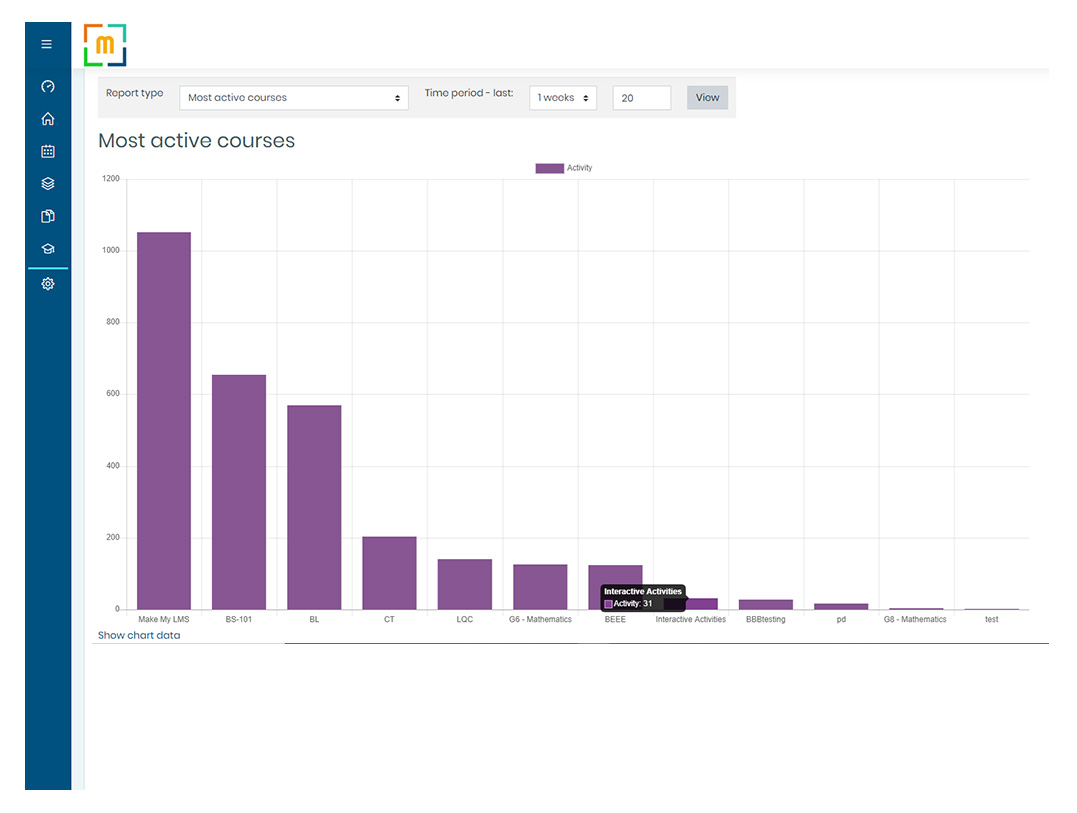 m
Report type
Most active courses
Time period - last:
1 weeks
20
View
Most active courses
Activity
1200
1000
800
600
400
200
0
Interactive Activities
Activity: 31
Make My LMS
BS-101
BL
CT
LQC
G6 - Mathematics
BEEE
Interactive Activities
BBBtesting
pd
G8 - Mathematics
test
Show chart data